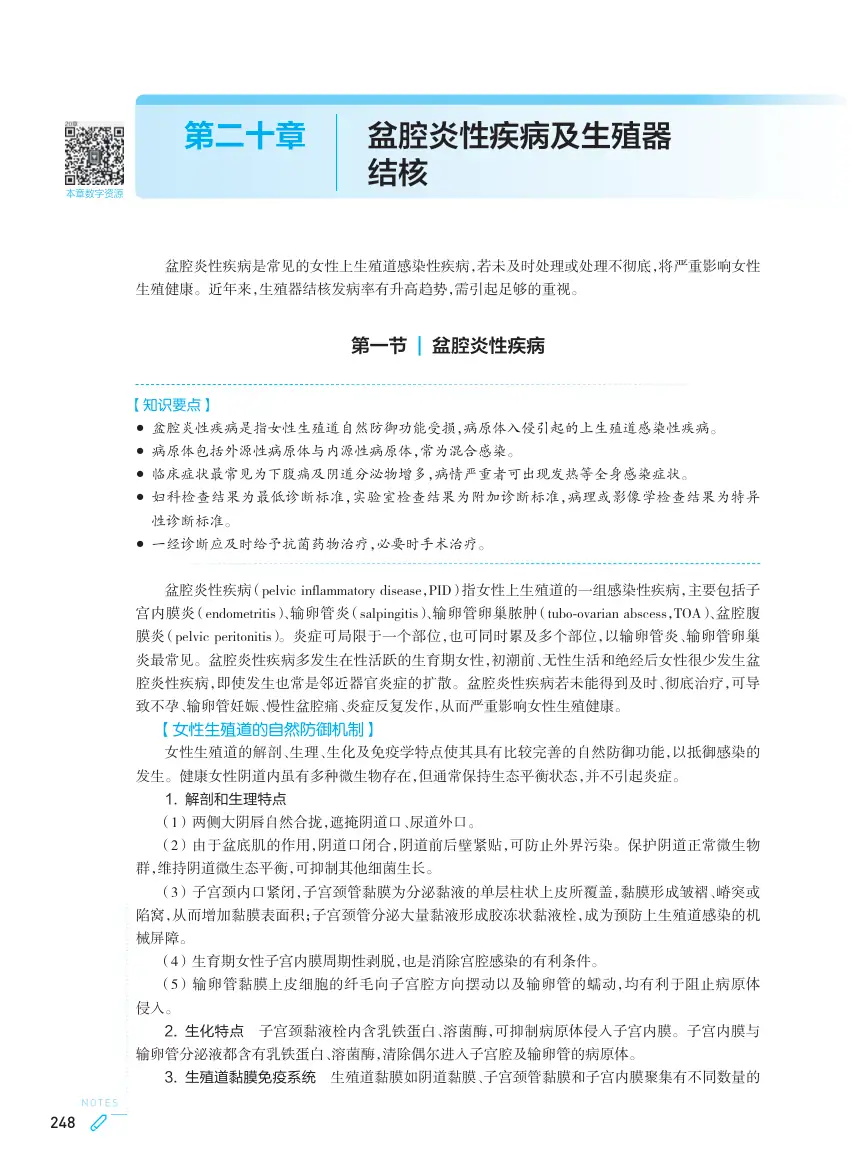 第二十章
盆腔炎性疾病及生殖器
结核
本章数字资源
盆腔炎性疾病是常见的女性上生殖道感染性疾病,若未及时处理或处理不彻底,将严重影响女性
生殖健康。近年来,生殖器结核发病率有升高趋势,需引起足够的重视。
第一节 | 盆腔炎性疾病
【知识要点】
● 盆腔炎性疾病是指女性生殖道自然防御功能受损,病原体入侵引起的上生殖道感染性疾病。
● 病原体包括外源性病原体与内源性病原体,常为混合感染。
● 临床症状最常见为下腹痛及阴道分泌物增多,病情严重者可出现发热等全身感染症状。
● 妇科检查结果为最低诊断标准,实验室检查结果为附加诊断标准,病理或影像学检查结果为特异
性诊断标准。
● 一经诊断应及时给予抗菌药物治疗,必要时手术治疗。
盆腔炎性疾病(pelvic inflammatory disease,PID)指女性上生殖道的一组感染性疾病,主要包括子
宫内膜炎(endometritis)、输卵管炎(salpingitis)、输卵管卵巢脓肿(tubo-ovarian abscess,TOA)、盆腔腹
膜炎(pelvic peritonitis)。炎症可局限于一个部位,也可同时累及多个部位,以输卵管炎、输卵管卵巢
炎最常见。盆腔炎性疾病多发生在性活跃的生育期女性,初潮前、无性生活和绝经后女性很少发生盆
腔炎性疾病,即使发生也常是邻近器官炎症的扩散。盆腔炎性疾病若未能得到及时、彻底治疗,可导
致不孕、输卵管妊娠、慢性盆腔痛、炎症反复发作,从而严重影响女性生殖健康。
【女性生殖道的自然防御机制】
女性生殖道的解剖、生理、生化及免疫学特点使其具有比较完善的自然防御功能,以抵御感染的
发生。健康女性阴道内虽有多种微生物存在,但通常保持生态平衡状态,并不引起炎症。
1. 解剖和生理特点
(1)两侧大阴唇自然合拢,遮掩阴道口、尿道外口。
(2)由于盆底肌的作用,阴道口闭合,阴道前后壁紧贴,可防止外界污染。保护阴道正常微生物
群,维持阴道微生态平衡,可抑制其他细菌生长。
(3)子宫颈内口紧闭,子宫颈管黏膜为分泌黏液的单层柱状上皮所覆盖,黏膜形成皱褶、嵴突或
陷窝,从而增加黏膜表面积;子宫颈管分泌大量黏液形成胶冻状黏液栓,成为预防上生殖道感染的机
械屏障。
(4)生育期女性子宫内膜周期性剥脱,也是消除宫腔感染的有利条件。
(5)输卵管黏膜上皮细胞的纤毛向子宫腔方向摆动以及输卵管的蠕动,均有利于阻止病原体
侵入。
2. 生化特点 子宫颈黏液栓内含乳铁蛋白、溶菌酶,可抑制病原体侵入子宫内膜。子宫内膜与
输卵管分泌液都含有乳铁蛋白、溶菌酶,清除偶尔进入子宫腔及输卵管的病原体。
3. 生殖道黏膜免疫系统 生殖道黏膜如阴道黏膜、子宫颈管黏膜和子宫内膜聚集有不同数量的
NOTES
248